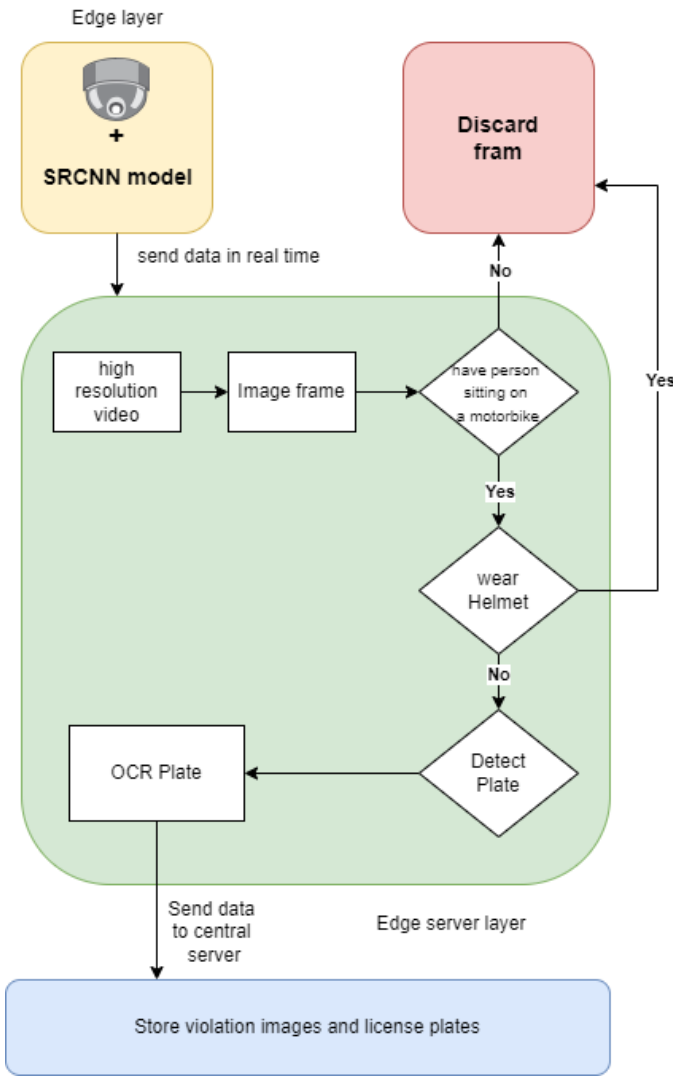 Edge layer
+
SRCNN model
Discard
fram
send data in real time
No
high
resolution
video
Image frame
have person
sitting on
a motorbike
Yes
Yes
wear
Helmet
No
Detect
Plate
OCR Plate
Send data
to central
server
Edge server layer
Store violation images and license plates